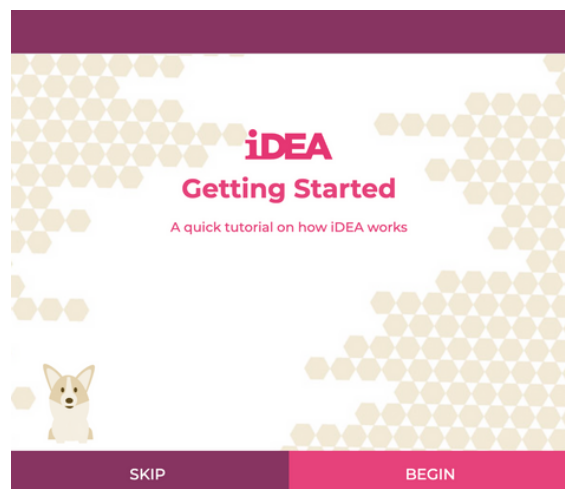 iDEA
Getting Started
A quick tutorial on how iDEA works
SKIP
BEGIN